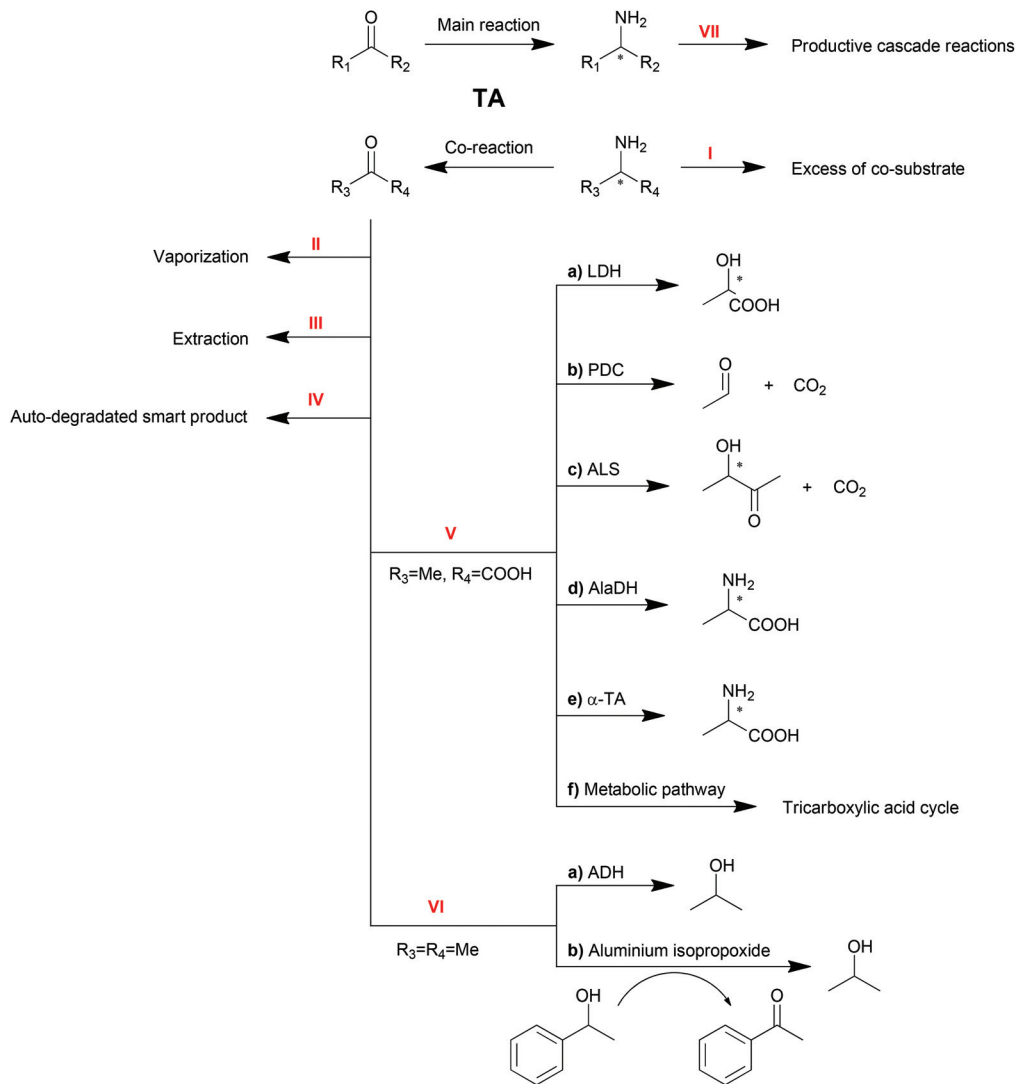 O NH₂
Main reaction VII
R₁ R₂ R₁ * R₂ Productive cascade reactions
TA
O NH₂
Co-reaction I
R₃ R₄ R₃ * R₄ Excess of co-substrate
II
Vaporization
III
Extraction
IV
Auto-degradated smart product
V
R₃=Me, R₄=COOH
a) LDH
OH
*
COOH
b) PDC
O
+ CO₂
c) ALS
OH
*
O
+ CO₂
d) AlaDH
NH₂
*
COOH
e) α-TA
NH₂
*
COOH
f) Metabolic pathway
Tricarboxylic acid cycle
VI
R₃=R₄=Me
a) ADH
OH
b) Aluminium isopropoxide
OH
OH O